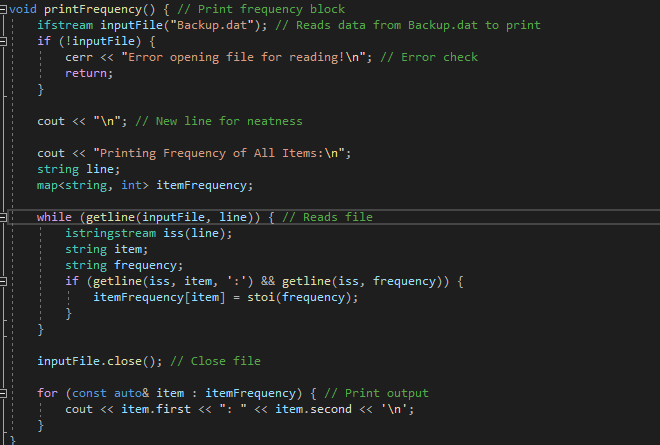 void printFrequency() { // Print frequency block
    ifstream inputFile("Backup.dat"); // Reads data from Backup.dat to print
    if (!inputFile) {
        cerr << "Error opening file for reading!\n"; // Error check
        return;
    }

    cout << "\n"; // New line for neatness

    cout << "Printing Frequency of All Items:\n";
    string line;
    map<string, int> itemFrequency;

    while (getline(inputFile, line)) { // Reads file
        istringstream iss(line);
        string item;
        string frequency;
        if (getline(iss, item, ':') && getline(iss, frequency)) {
            itemFrequency[item] = stoi(frequency);
        }
    }

    inputFile.close(); // Close file

    for (const auto& item : itemFrequency) { // Print output
        cout << item.first << ": " << item.second << '\n';
    }
}